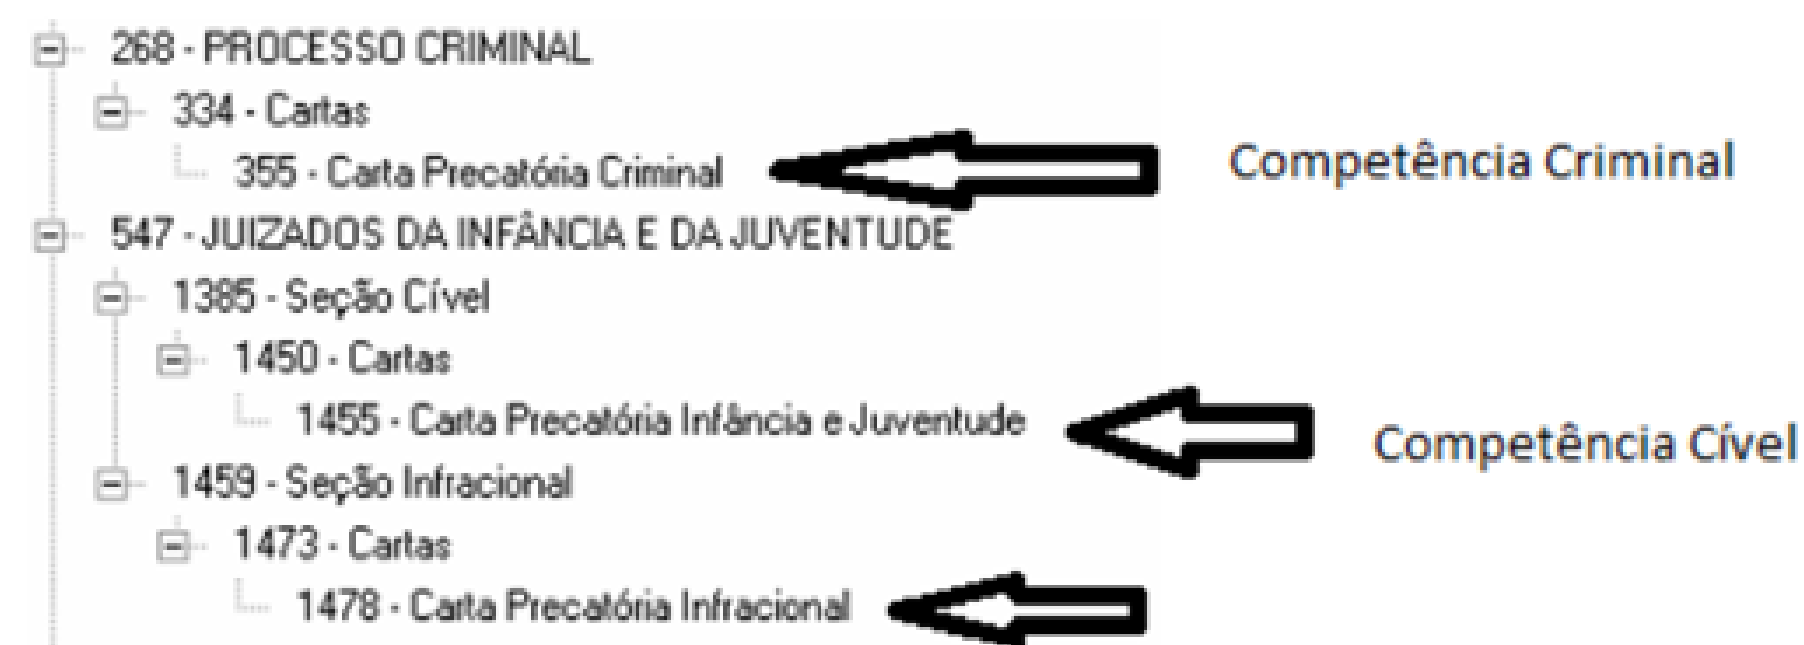 268 - PROCESSO CRIMINAL
334 - Cartas
355 - Carta Precatória Criminal
Competência Criminal
547 - JUIZADOS DA INFÂNCIA E DA JUVENTUDE
1385 - Seção Cível
1450 - Cartas
1455 - Carta Precatória Infância e Juventude
Competência Cível
1459 - Seção Infracional
1473 - Cartas
1478 - Carta Precatória Infracional